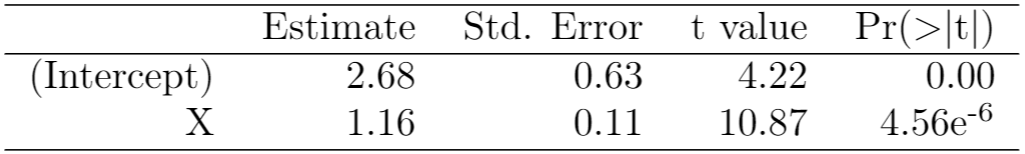 Estimate Std. Error t value Pr(>|t|)
(Intercept) 2.68 0.63 4.22 0.00
X 1.16 0.11 10.87 4.56e-6